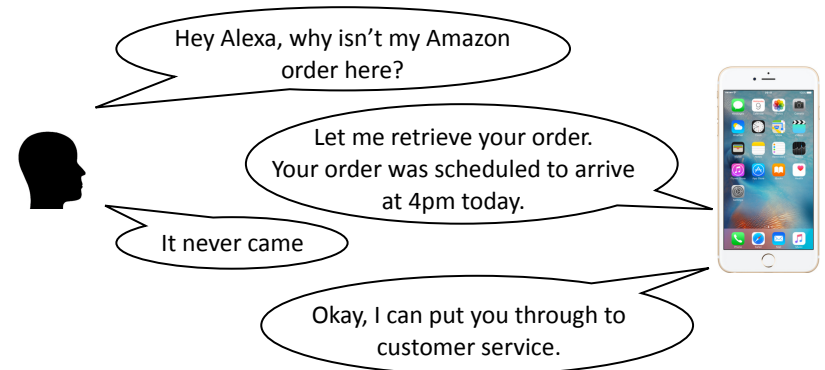 Hey Alexa, why isn’t my Amazon
order here?
Let me retrieve your order.
Your order was scheduled to arrive
at 4pm today.
It never came
Okay, I can put you through to
customer service.